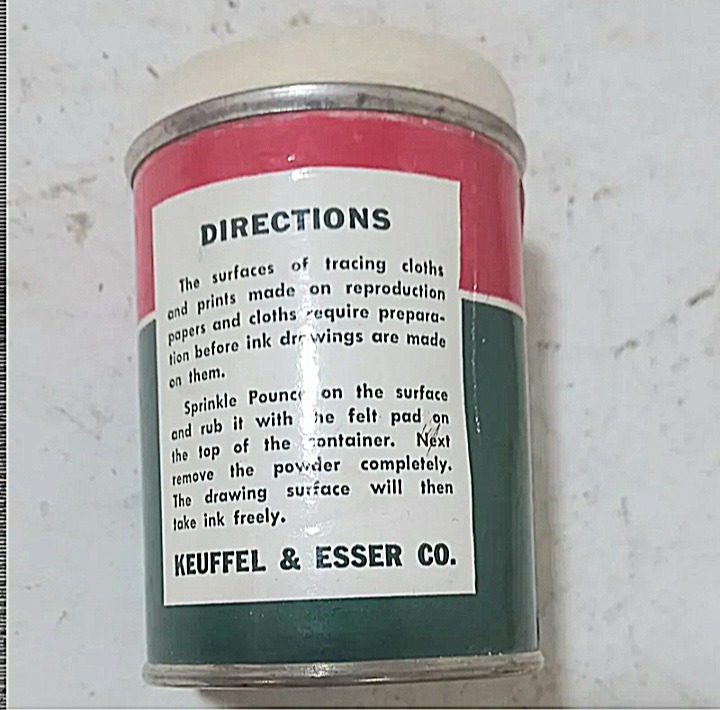 DIRECTIONS
The surfaces of tracing cloths
and prints made on reproduction
papers and cloths require prepara-
tion before ink drawings are made
on them.
Sprinkle Pounce on the surface
and rub it with the felt pad on
the top of the container. Next
remove the powder completely.
The drawing surface will then
take ink freely.
KEUFFEL & ESSER CO.